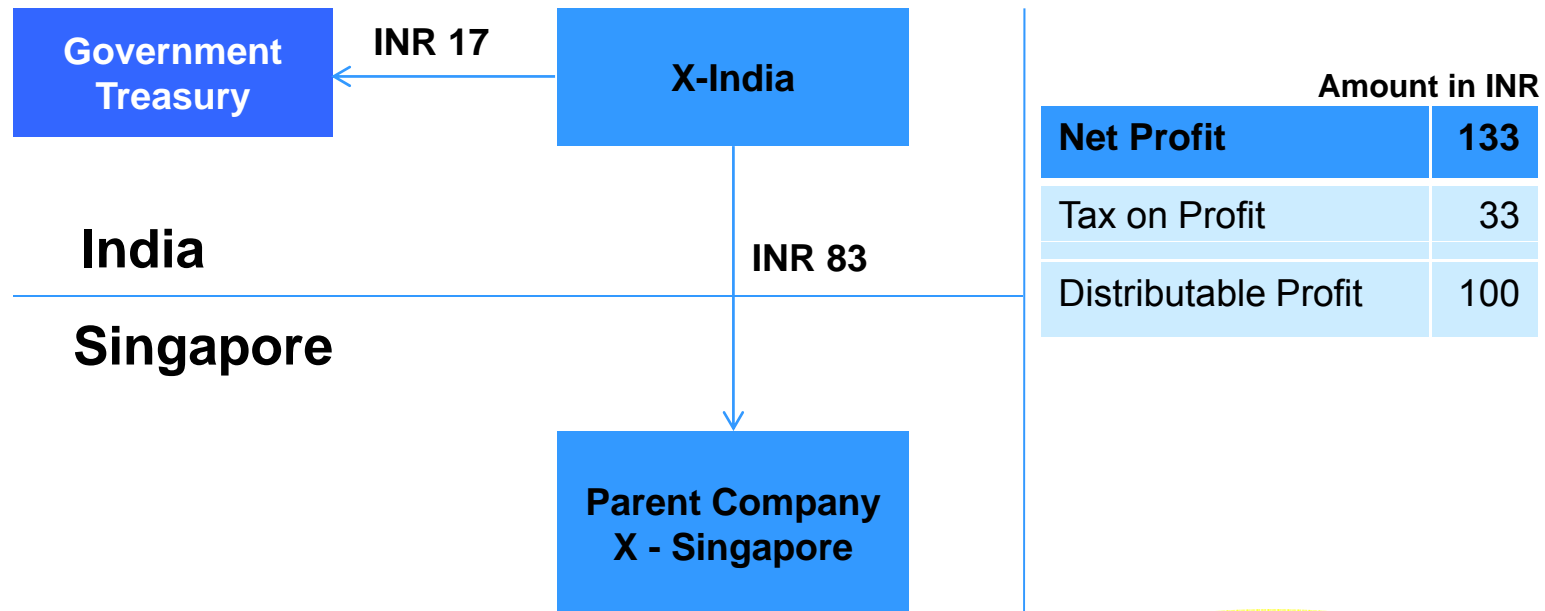 Government
Treasury
INR 17
X-India
India
INR 83
Singapore
Parent Company
X - Singapore
Amount in INR
Net Profit 133
Tax on Profit 33
Distributable Profit 100